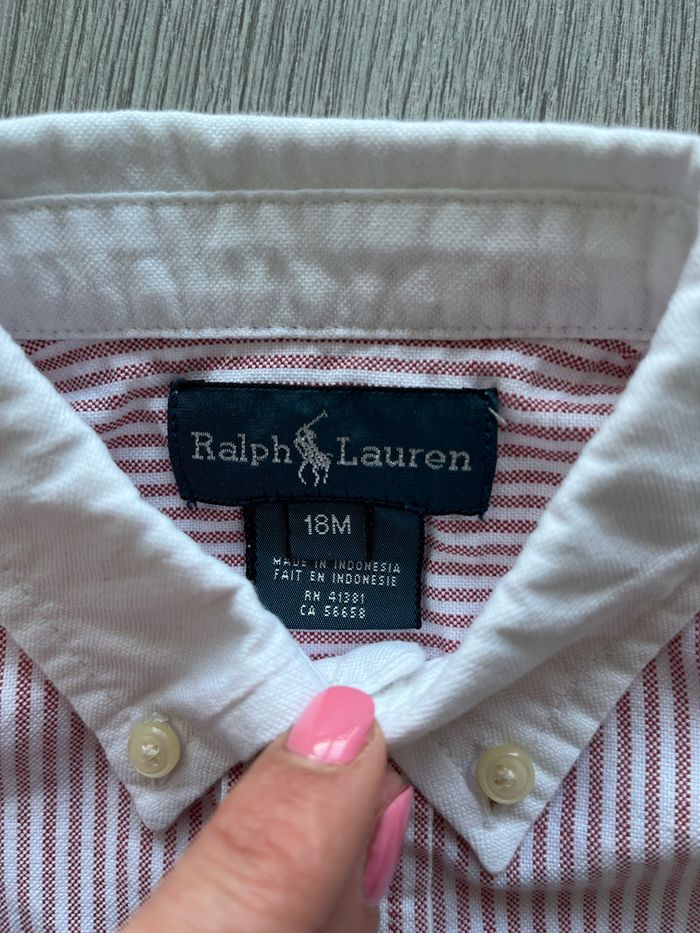 Ralph Lauren
18M
MADE IN INDONESIA
FAIT EN INDONESIE
RN 41381
CA 56658